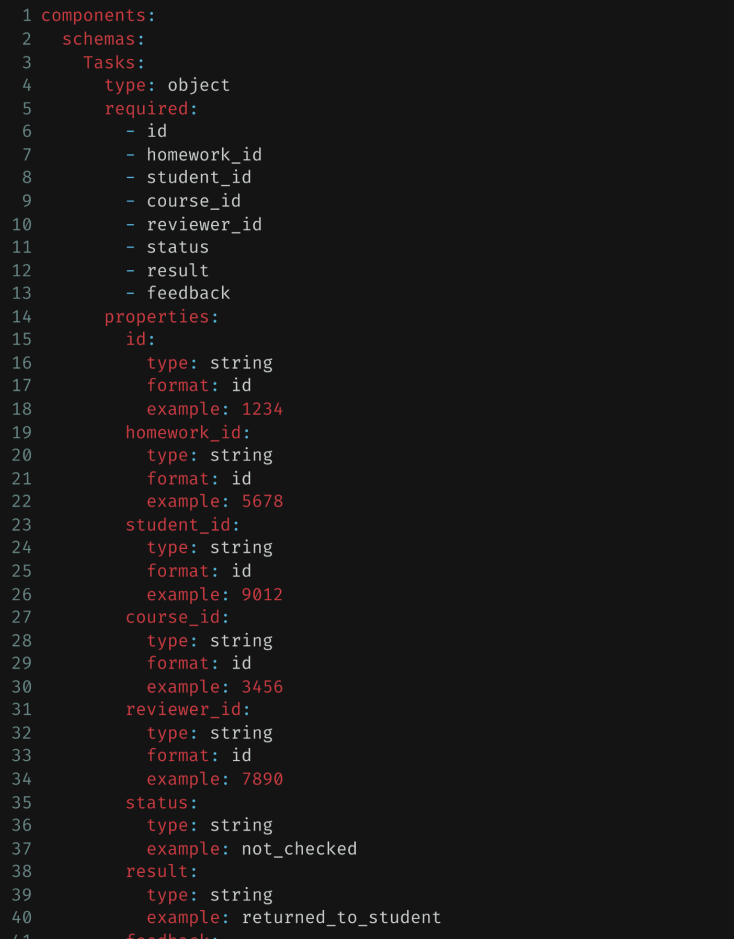 1 components:
2 schemas:
3 Tasks:
4 type: object
5 required:
6 - id
7 - homework_id
8 - student_id
9 - course_id
10 - reviewer_id
11 - status
12 - result
13 - feedback
14 properties:
15 id:
16 type: string
17 format: id
18 example: 1234
19 homework_id:
20 type: string
21 format: id
22 example: 5678
23 student_id:
24 type: string
25 format: id
26 example: 9012
27 course_id:
28 type: string
29 format: id
30 example: 3456
31 reviewer_id:
32 type: string
33 format: id
34 example: 7890
35 status:
36 type: string
37 example: not_checked
38 result:
39 type: string
40 example: returned_to_student
41 feedback: